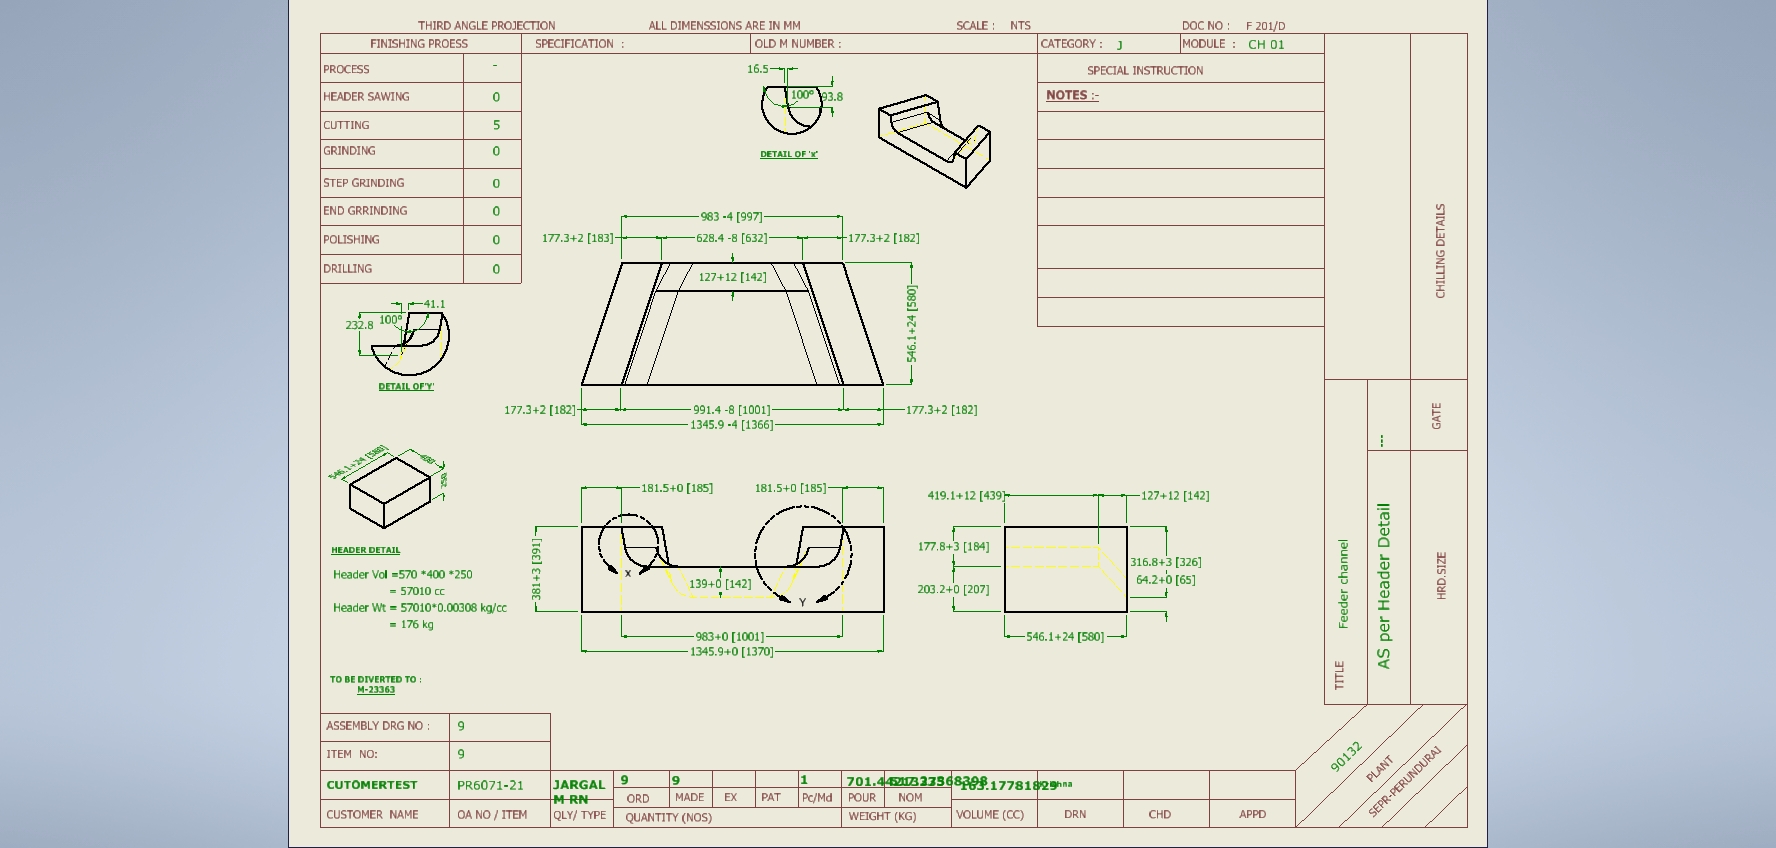 THIRD ANGLE PROJECTION ALL DIMENSSIONS ARE IN MM SCALE : NTS DOC NO : F 201/D
FINISHING PROESS SPECIFICATION : OLD M NUMBER : CATEGORY : J MODULE : CH 01
PROCESS -
HEADER SAWING 0
CUTTING 5
GRINDING 0
STEP GRINDING 0
END GRRINDING 0
POLISHING 0
DRILLING 0
16.5
100° 93.8
DETAIL OF 'x'
SPECIAL INSTRUCTION
NOTES :-
CHILLING DETAILS
983 -4 [997]
177.3+2 [183] 628.4 -8 [632] 177.3+2 [182]
127+12 [142]
546.1+24 [580]
177.3+2 [182] 991.4 -8 [1001] 177.3+2 [182]
1345.9 -4 [1366]
41.1
232.8 100°
DETAIL OF'Y'
546.1+24 [580] 400
250
HEADER DETAIL
Header Vol =570 *400 *250
= 57010 cc
Header Wt = 57010*0.00308 kg/cc
= 176 kg
181.5+0 [185] 181.5+0 [185]
381+3 [391]
X
139+0 [142]
Y
983+0 [1001]
1345.9+0 [1370]
419.1+12 [439] 127+12 [142]
177.8+3 [184]
316.8+3 [326]
64.2+0 [65]
203.2+0 [207]
546.1+24 [580]
GATE
---
HRD.SIZE
AS per Header Detail
Feeder channel
TITLE
TO BE DIVERTED TO :
M-23363
ASSEMBLY DRG NO : 9
ITEM NO: 9
CUTOMERTEST PR6071-21 JARGAL
M RN
9 9 1
ORD MADE EX PAT Pc/Md POUR NOM
CUSTOMER NAME OA NO / ITEM QLY/ TYPE QUANTITY (NOS) WEIGHT (KG) VOLUME (CC) DRN CHD APPD
163.17781829
90132
PLANT
SEPR-PERUNDURAI